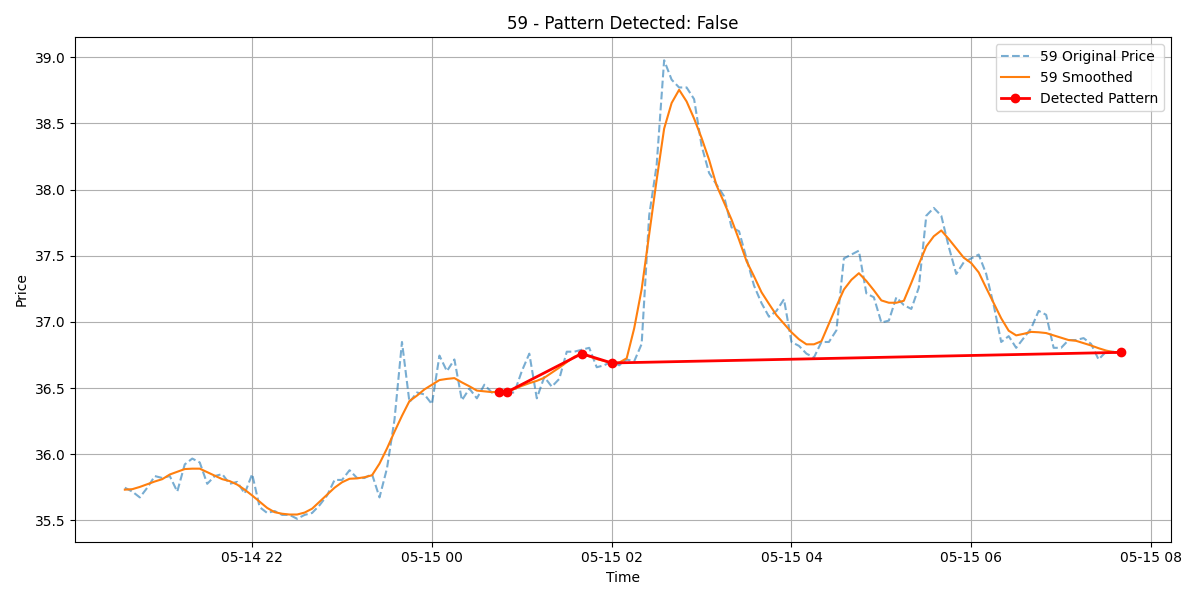 59 - Pattern Detected: False
59 Original Price
59 Smoothed
Detected Pattern
Price
39.0
38.5
38.0
37.5
37.0
36.5
36.0
35.5
05-14 22
05-15 00
05-15 02
05-15 04
05-15 06
05-15 08
Time